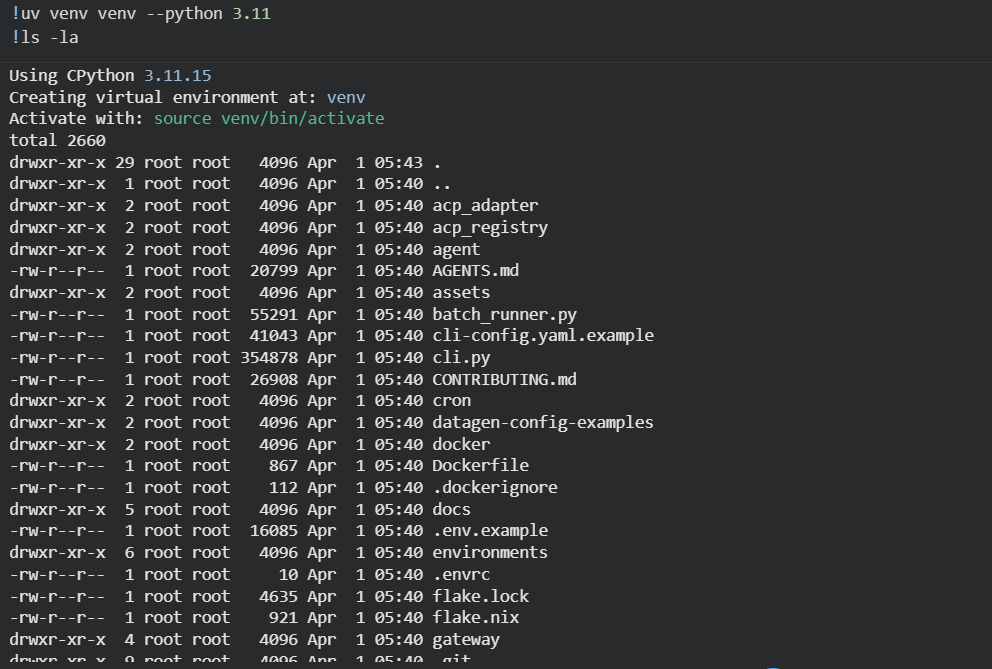 !uv venv venv --python 3.11
!ls -la
Using CPython 3.11.15
Creating virtual environment at: venv
Activate with: source venv/bin/activate
total 2660
drwxr-xr-x 29 root root   4096 Apr  1 05:43 .
drwxr-xr-x  1 root root   4096 Apr  1 05:40 ..
drwxr-xr-x  2 root root   4096 Apr  1 05:40 acp_adapter
drwxr-xr-x  2 root root   4096 Apr  1 05:40 acp_registry
drwxr-xr-x  2 root root   4096 Apr  1 05:40 agent
-rw-r--r--  1 root root  20799 Apr  1 05:40 AGENTS.md
drwxr-xr-x  2 root root   4096 Apr  1 05:40 assets
-rw-r--r--  1 root root  55291 Apr  1 05:40 batch_runner.py
-rw-r--r--  1 root root  41043 Apr  1 05:40 cli-config.yaml.example
-rw-r--r--  1 root root 354878 Apr  1 05:40 cli.py
-rw-r--r--  1 root root  26908 Apr  1 05:40 CONTRIBUTING.md
drwxr-xr-x  2 root root   4096 Apr  1 05:40 cron
drwxr-xr-x  2 root root   4096 Apr  1 05:40 datagen-config-examples
drwxr-xr-x  2 root root   4096 Apr  1 05:40 docker
-rw-r--r--  1 root root    867 Apr  1 05:40 Dockerfile
-rw-r--r--  1 root root    112 Apr  1 05:40 .dockerignore
drwxr-xr-x  5 root root   4096 Apr  1 05:40 docs
-rw-r--r--  1 root root  16085 Apr  1 05:40 .env.example
drwxr-xr-x  6 root root   4096 Apr  1 05:40 environments
-rw-r--r--  1 root root     10 Apr  1 05:40 .envrc
-rw-r--r--  1 root root   4635 Apr  1 05:40 flake.lock
-rw-r--r--  1 root root    921 Apr  1 05:40 flake.nix
drwxr-xr-x  4 root root   4096 Apr  1 05:40 gateway
drwxr-xr-x  9 root root   4096 Apr  1 05:40 .git